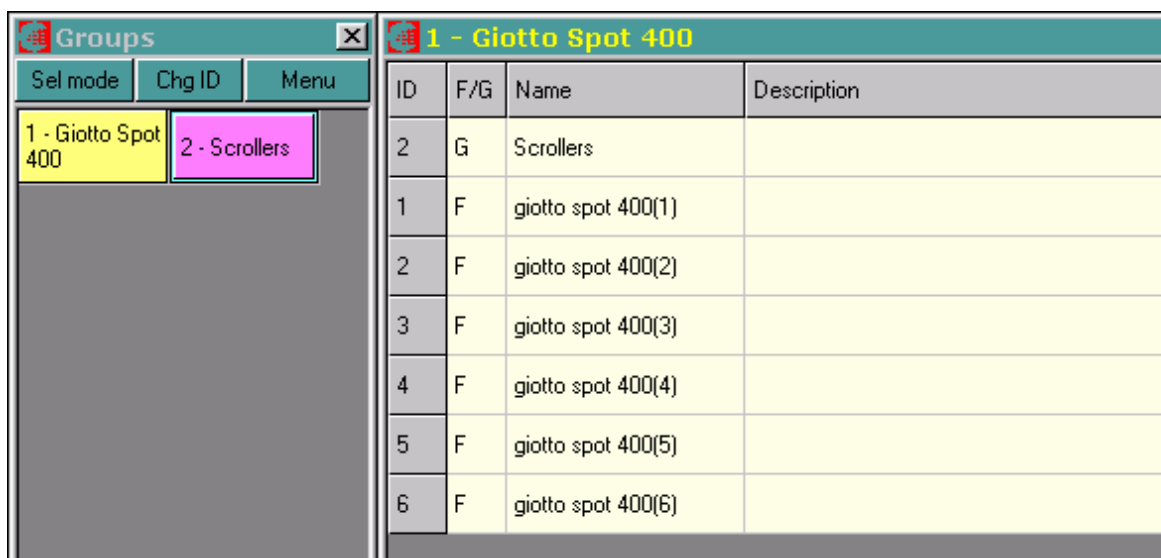 Groups
Sel mode Chg ID Menu
1 - Giotto Spot
400
2 - Scrollers
1 - Giotto Spot 400
ID F/G Name Description
2 G Scrollers
1 F giotto spot 400(1)
2 F giotto spot 400(2)
3 F giotto spot 400(3)
4 F giotto spot 400(4)
5 F giotto spot 400(5)
6 F giotto spot 400(6)